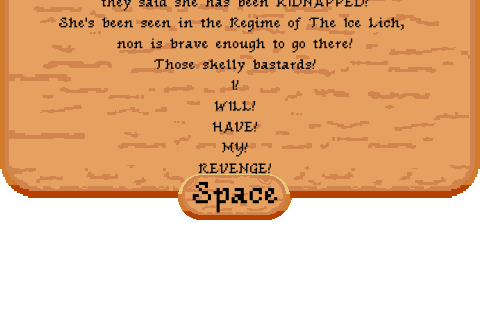 they said she has been KIDNAPPED?
She's been seen in the Regime of The Ice Lich,
non is brave enough to go there!
Those skelly bastards!
I!
WILL!
HAVE!
MY!
REVENGE!
Space